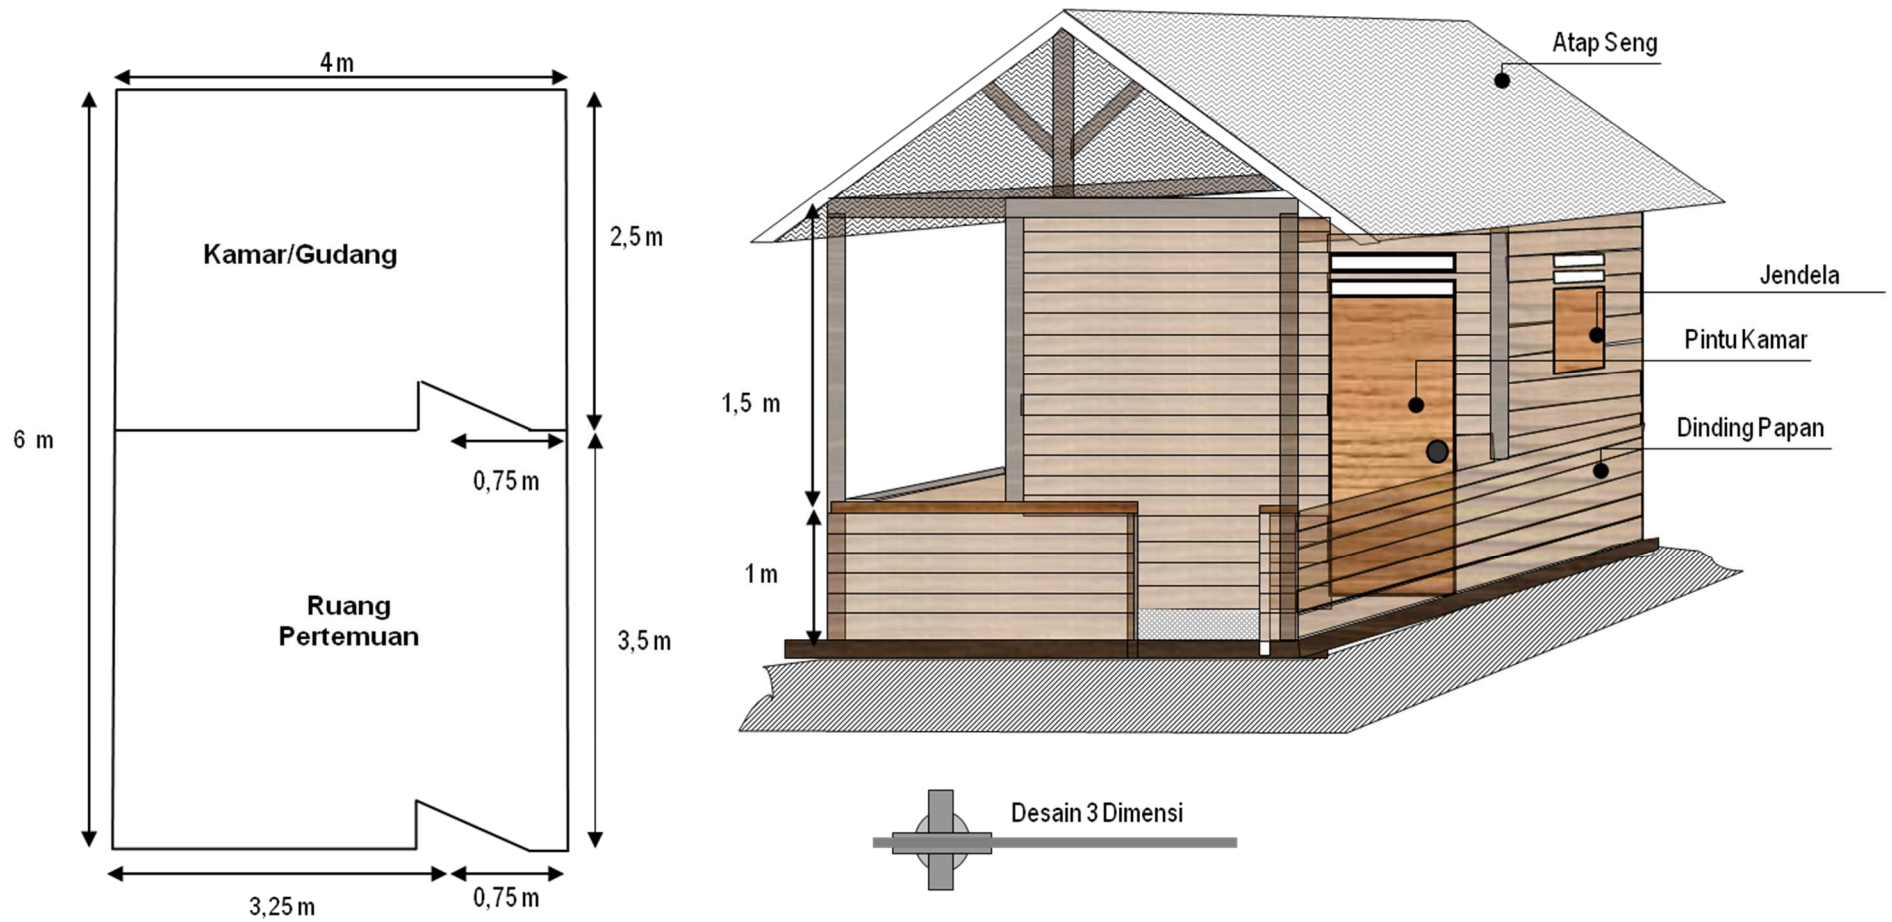 4 m
Kamar/Gudang
2,5 m
6 m
0,75 m
Ruang
Pertemuan
3,5 m
3,25 m
0,75 m
Atap Seng
Jendela
Pintu Kamar
Dinding Papan
1,5 m
1 m
Desain 3 Dimensi